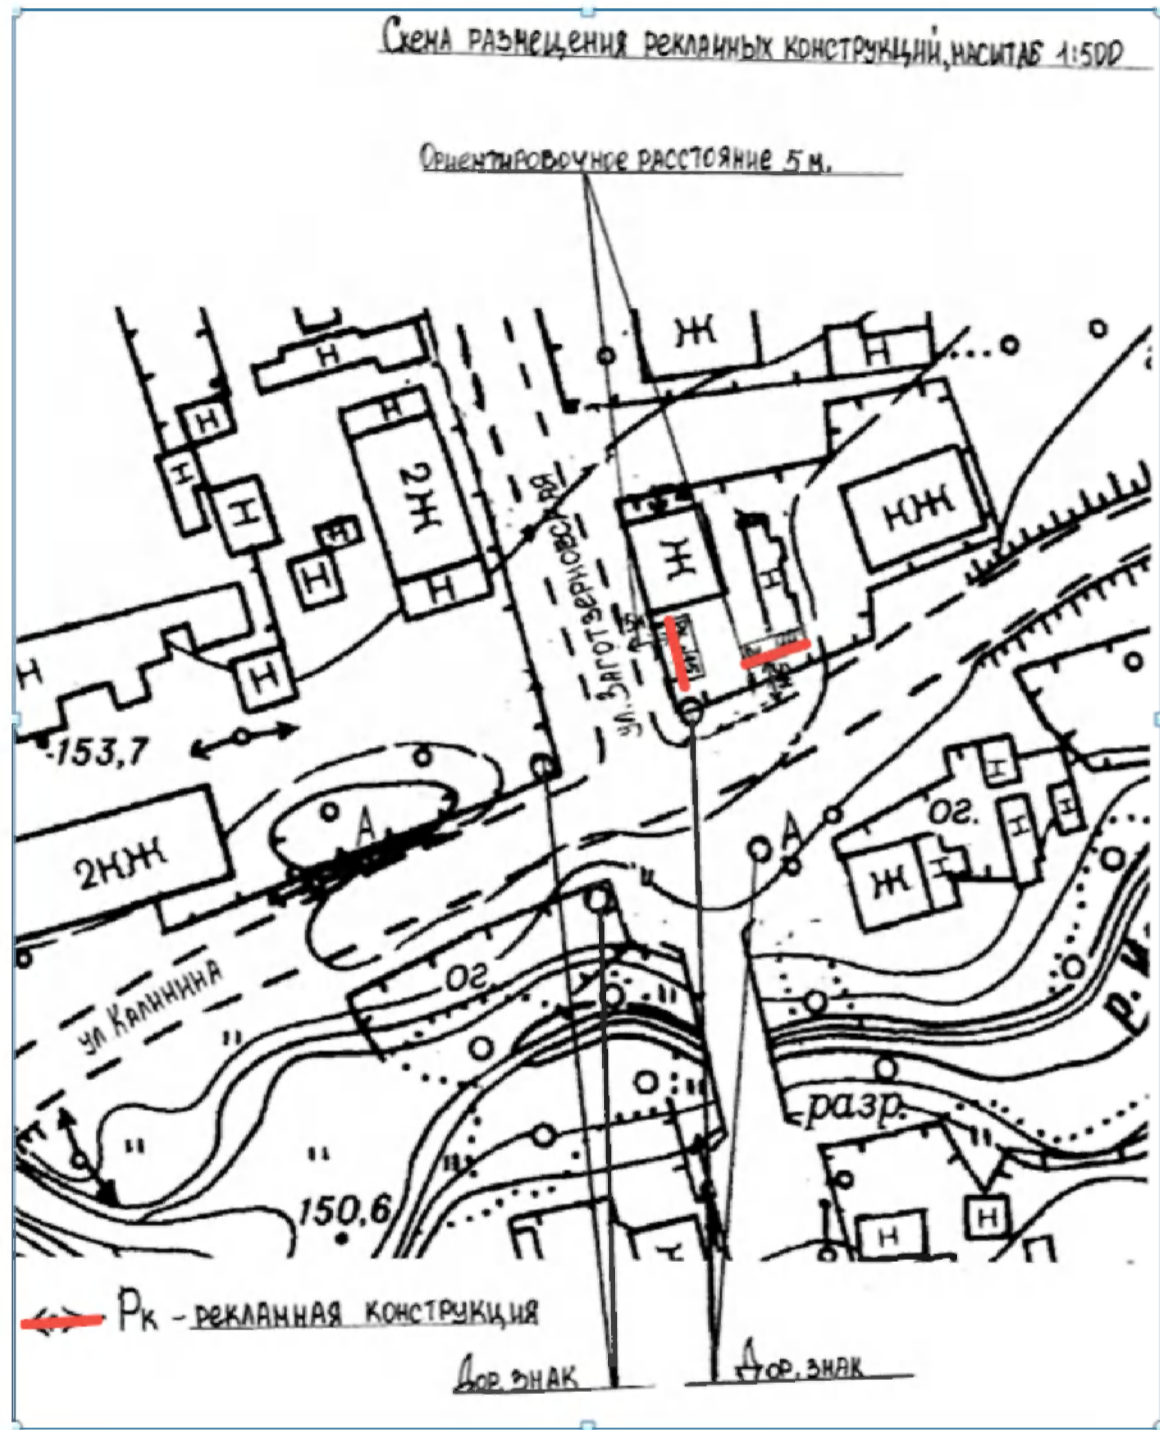 Схема размещения рекламных конструкций, масштаб 1:500
Ориентировочное расстояние 5 м.
Ж
Н
Н
Н
Н
Н
2Ж
Н
Н
КЖ
Ж
Н
Н
Н
Н
ул. Заготзерновская
Н
Н
153,7
А
2КЖ
А
ог.
Н
Н
Н
Ж
Н
ог.
ул Калинина
р.
разр.
150,6
Н
Н
Рк - рекламная конструкция
Дор. знак
Дор. знак